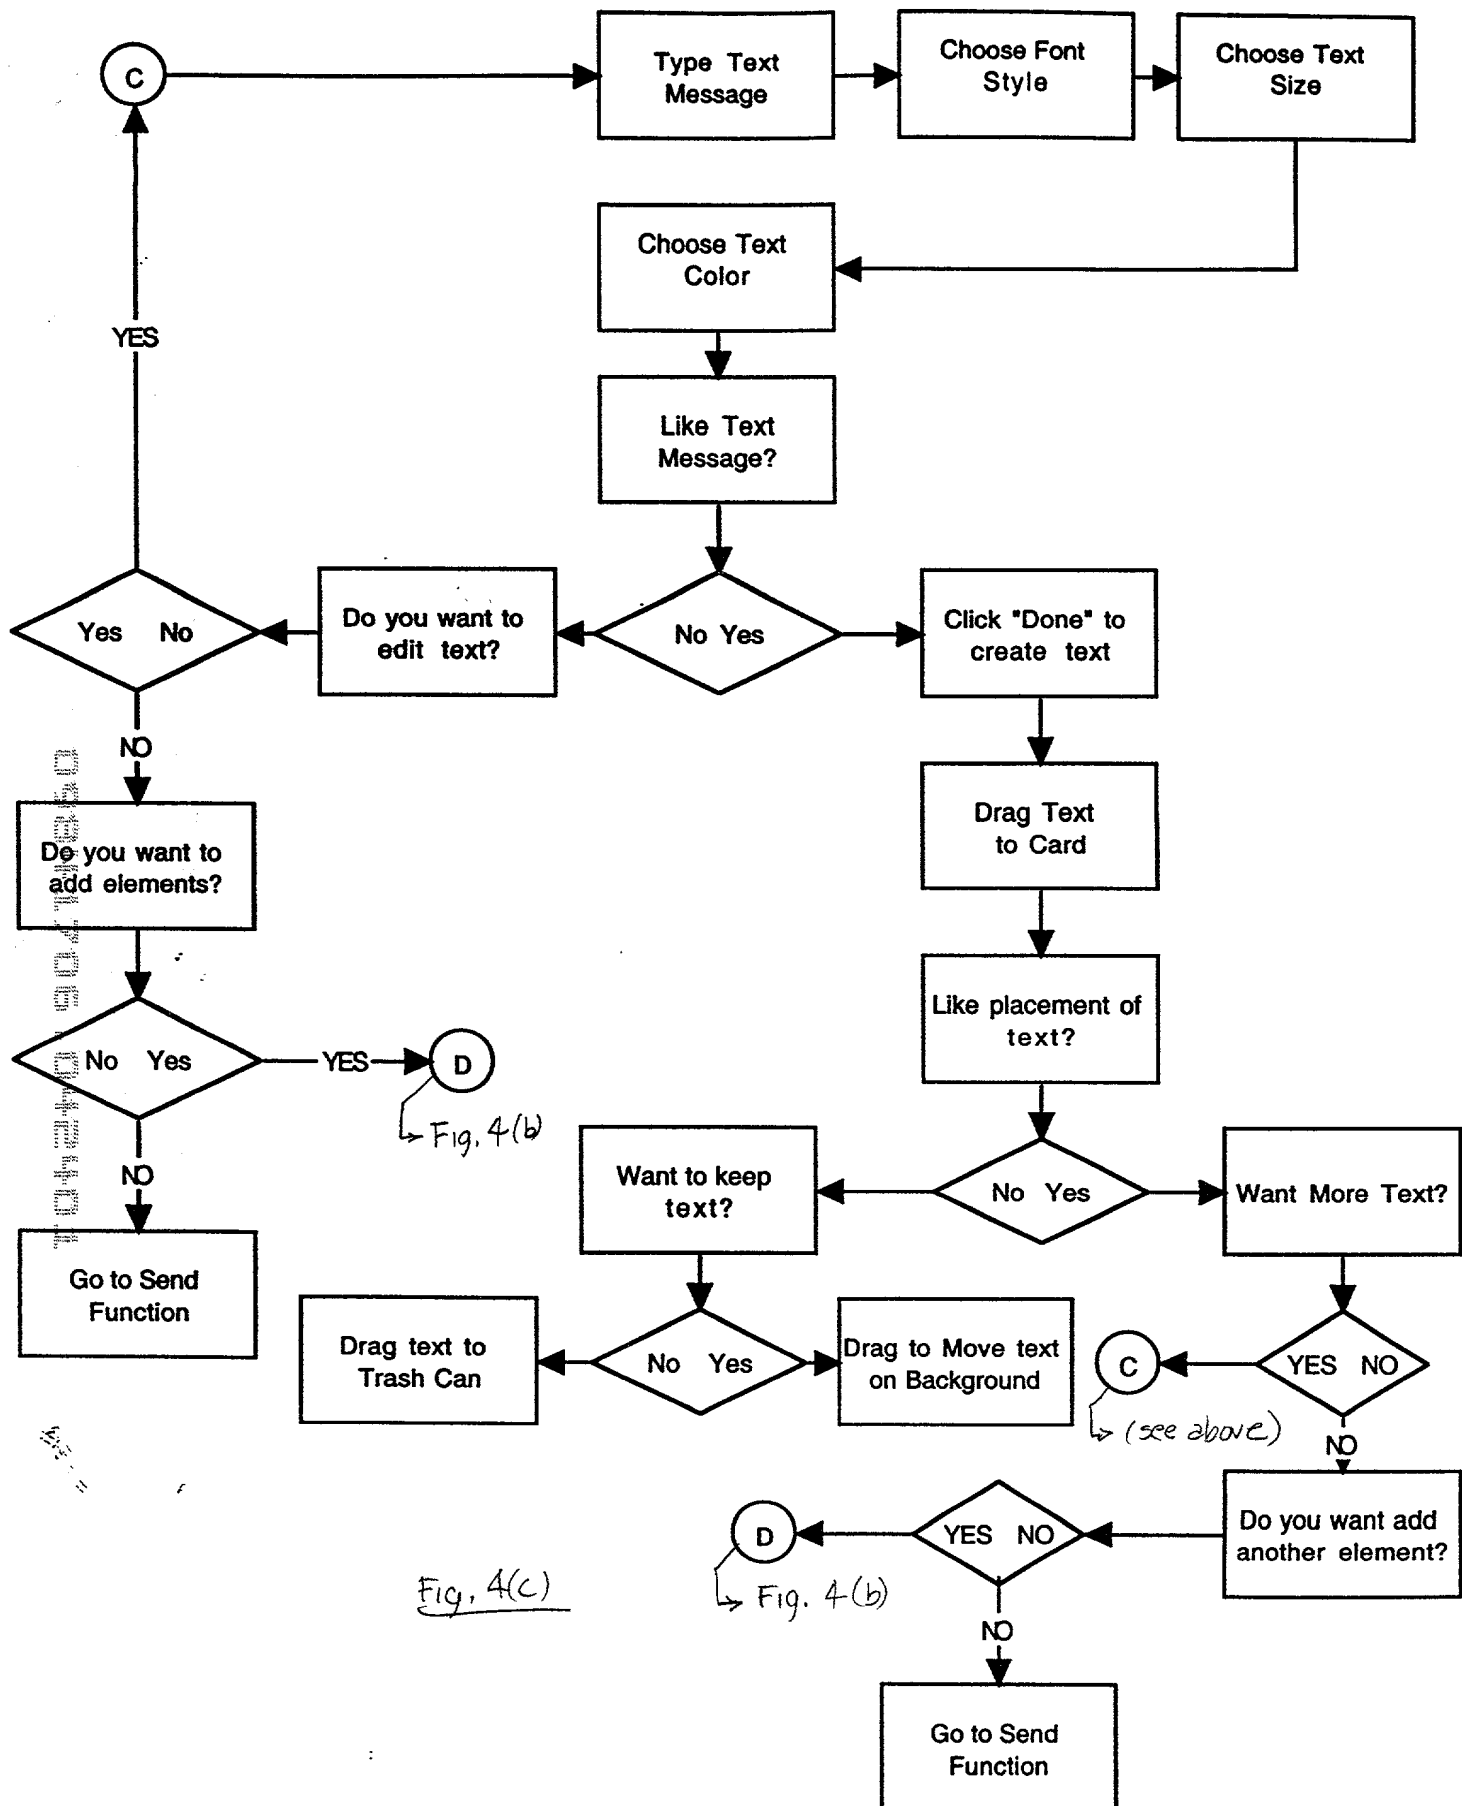 C
Type Text
Message
Choose Font
Style
Choose Text
Size
Choose Text
Color
YES
Like Text
Message?
Yes No
Do you want to
edit text?
No Yes
Click "Done" to
create text
NO
Do you want to
add elements?
Drag Text
to Card
Like placement of
text?
No Yes
YES
D
Fig. 4(b)
NO
Go to Send
Function
Want to keep
text?
No Yes
Want More Text?
Drag text to
Trash Can
No Yes
Drag to Move text
on Background
C
(see above)
YES NO
NO
Do you want add
another element?
YES NO
D
Fig. 4(b)
Fig. 4(c)
NO
Go to Send
Function